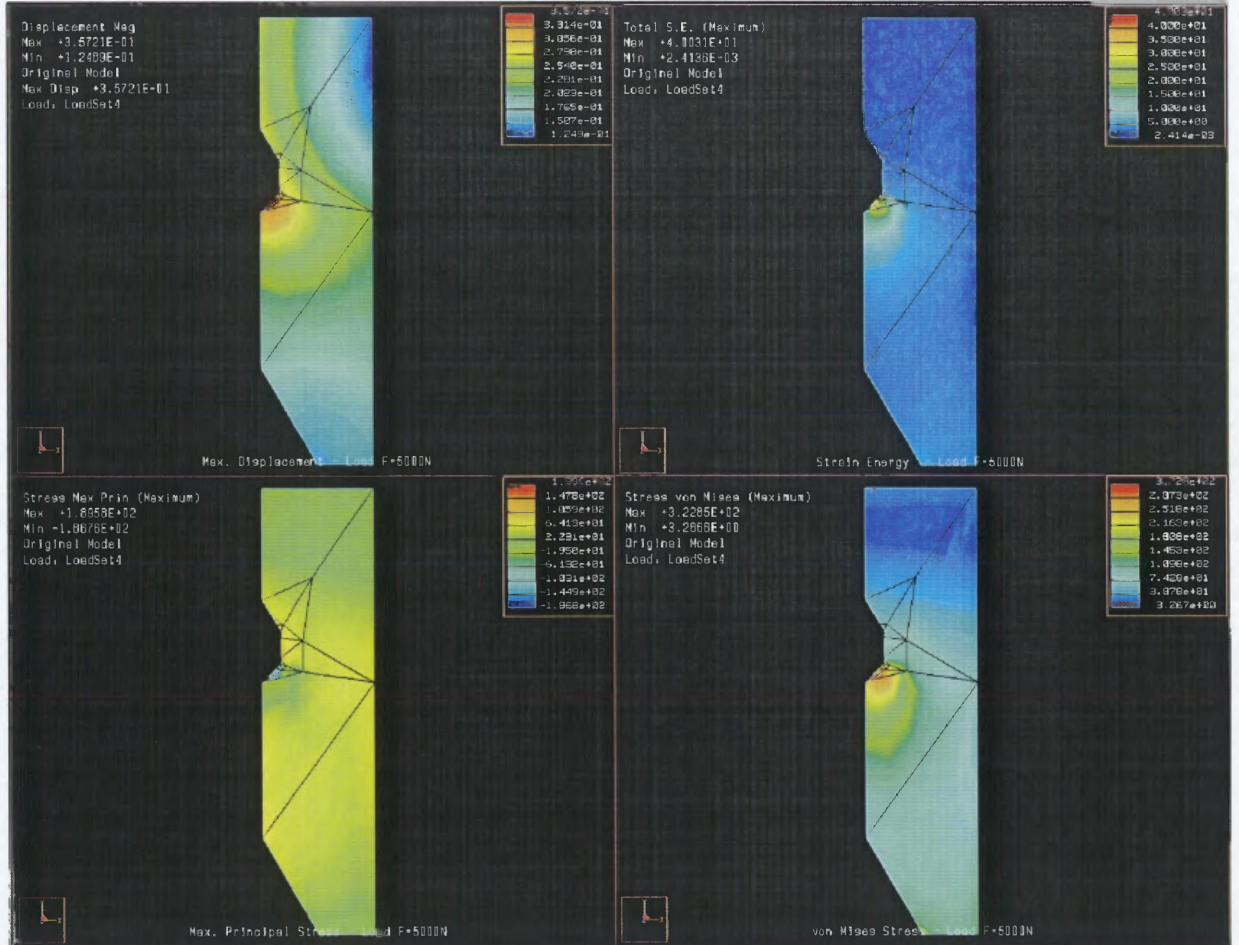 Displacement Mag
Max +3.5721E-01
Min +1.2489E-01
Original Model
Max Disp +3.5721E-01
Load: LoadSet4
3.314e-01
3.056e-01
2.798e-01
2.540e-01
2.281e-01
2.023e-01
1.765e-01
1.507e-01
1.249e-01
Max. Displacement - Load F=5000N
Total S.E. (Maximum)
Max +4.0031E+01
Min +2.4136E-03
Original Model
Load: LoadSet4
4.003e+01
4.000e+01
3.500e+01
3.000e+01
2.500e+01
2.000e+01
1.500e+01
1.000e+01
5.000e+00
2.414e-03
Strain Energy - Load F=5000N
Stress Max Prin (Maximum)
Max +1.8958E+02
Min -1.8676E+02
Original Model
Load: LoadSet4
1.478e+02
1.059e+02
6.413e+01
2.231e+01
-1.950e+01
-6.132e+01
-1.031e+02
-1.449e+02
-1.868e+02
Max. Principal Stress - Load F=5000N
Stress von Mises (Maximum)
Max +3.2285E+02
Min +3.2666E+00
Original Model
Load: LoadSet4
2.873e+02
2.518e+02
2.163e+02
1.808e+02
1.453e+02
1.098e+02
7.428e+01
3.878e+01
3.267e+00
von Mises Stress - Load F=5000N